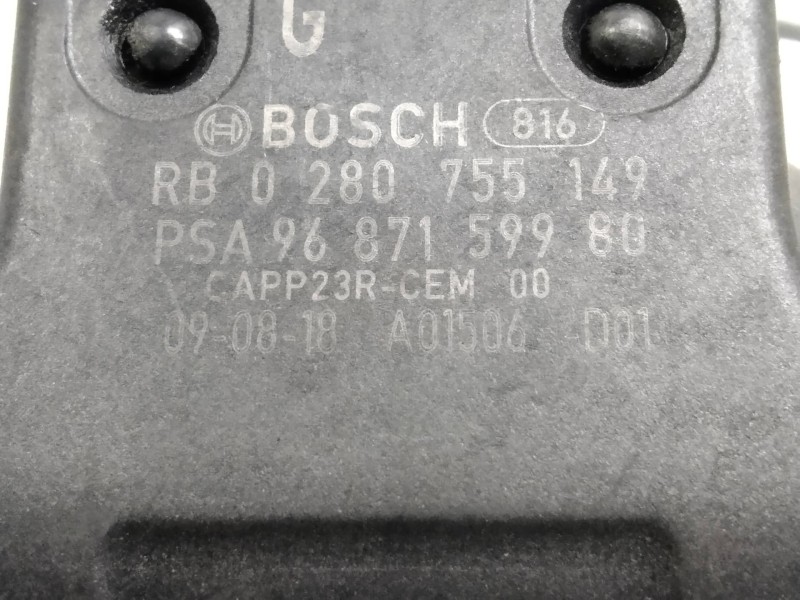 G
BOSCH 816
RB 0 280 755 149
PSA 96 871 599 80
CAPP23R-CEM 00
09-08-18 A01506 D01